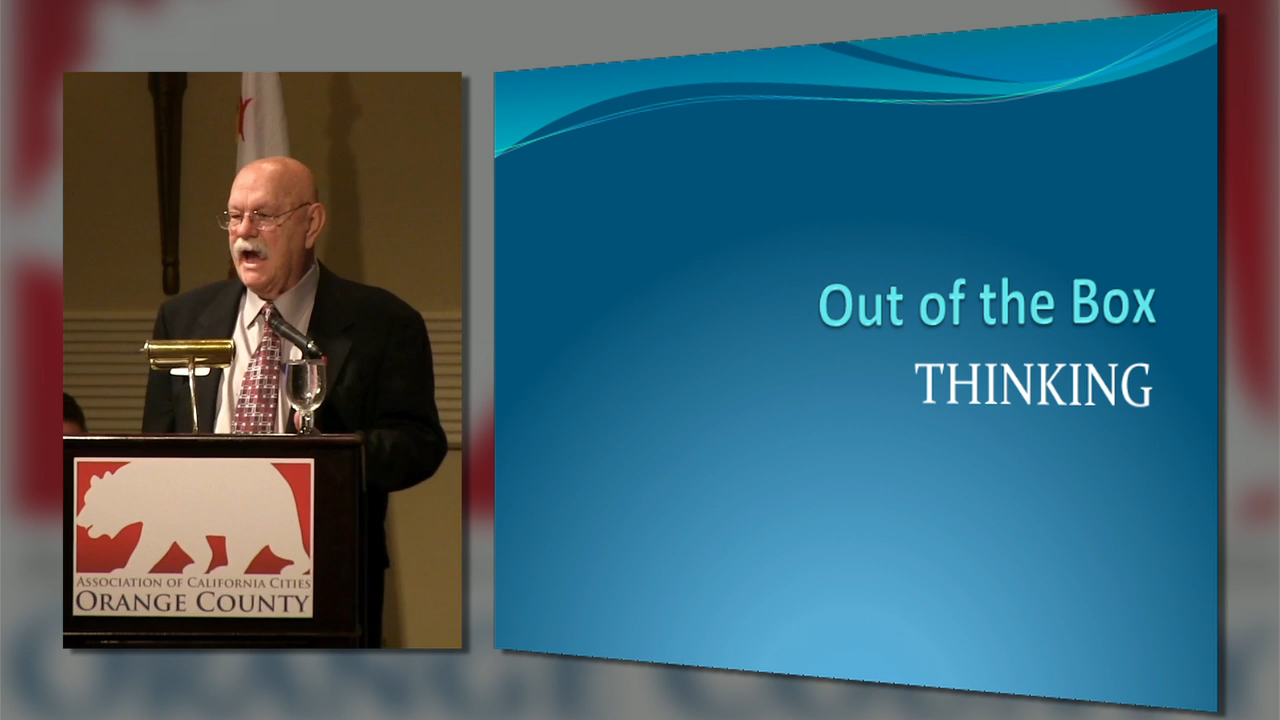 ASSOCIATION OF CALIFORNIA CITIES
ORANGE COUNTY
Out of the Box
THINKING